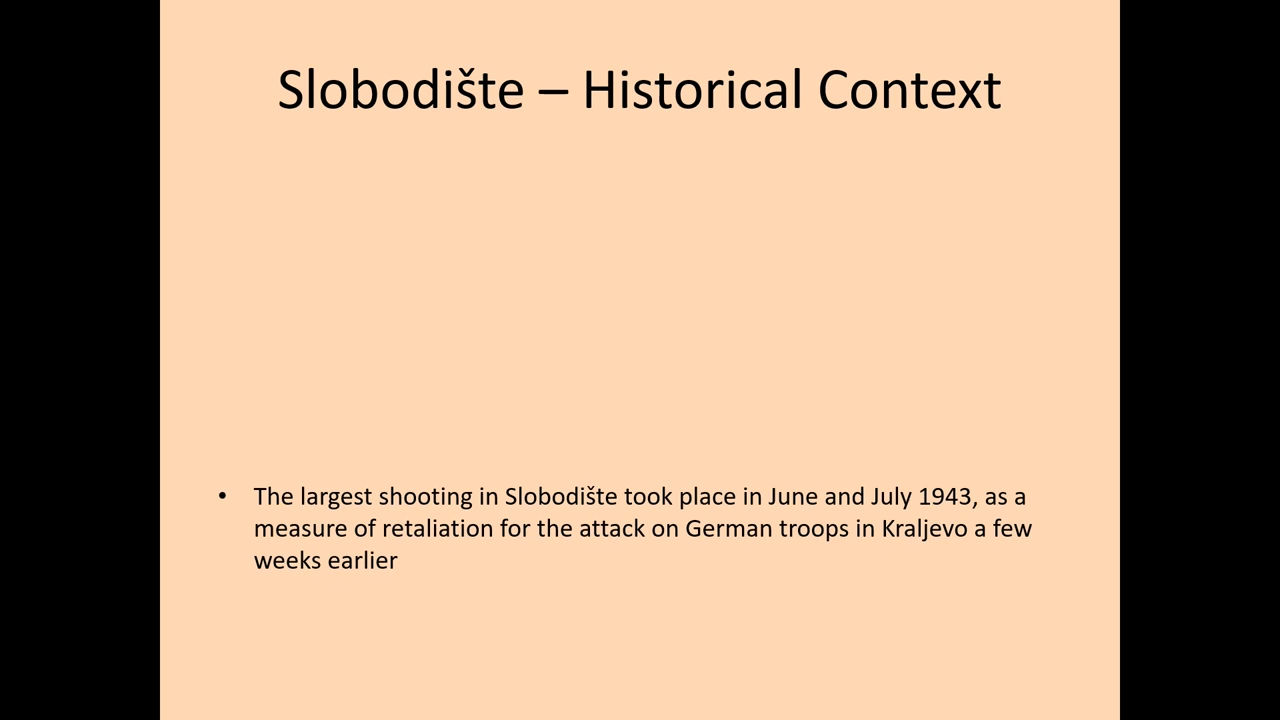 Slobodište – Historical Context
• The largest shooting in Slobodište took place in June and July 1943, as a
measure of retaliation for the attack on German troops in Kraljevo a few
weeks earlier